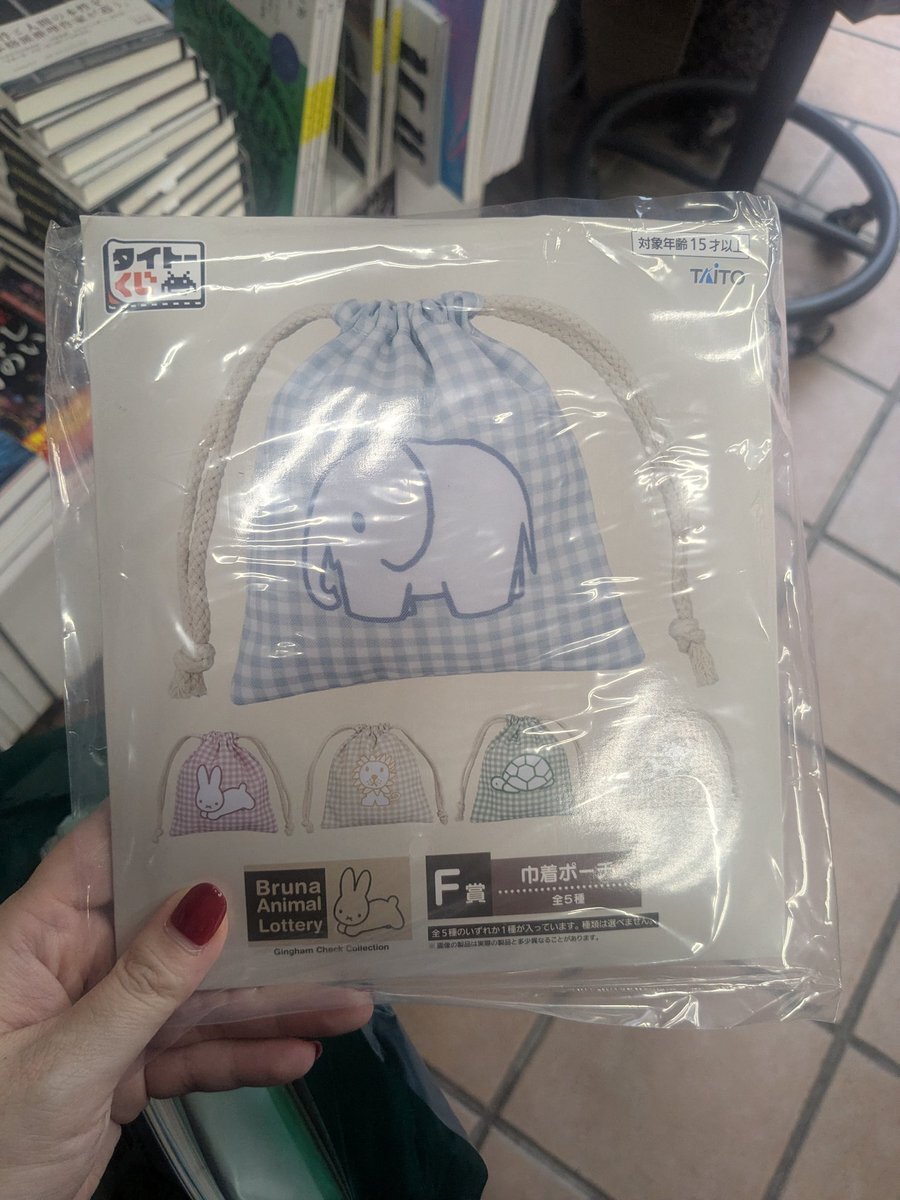 タイトー
くじ
対象年齢15才以上
TAITO
Bruna
Animal
Lottery
Gingham Check Collection
F賞
巾着ポーチ
全5種
全5種のいずれか1種が入っています。種類は選べません。
※画像の製品は実際の製品と多少異なることがあります。